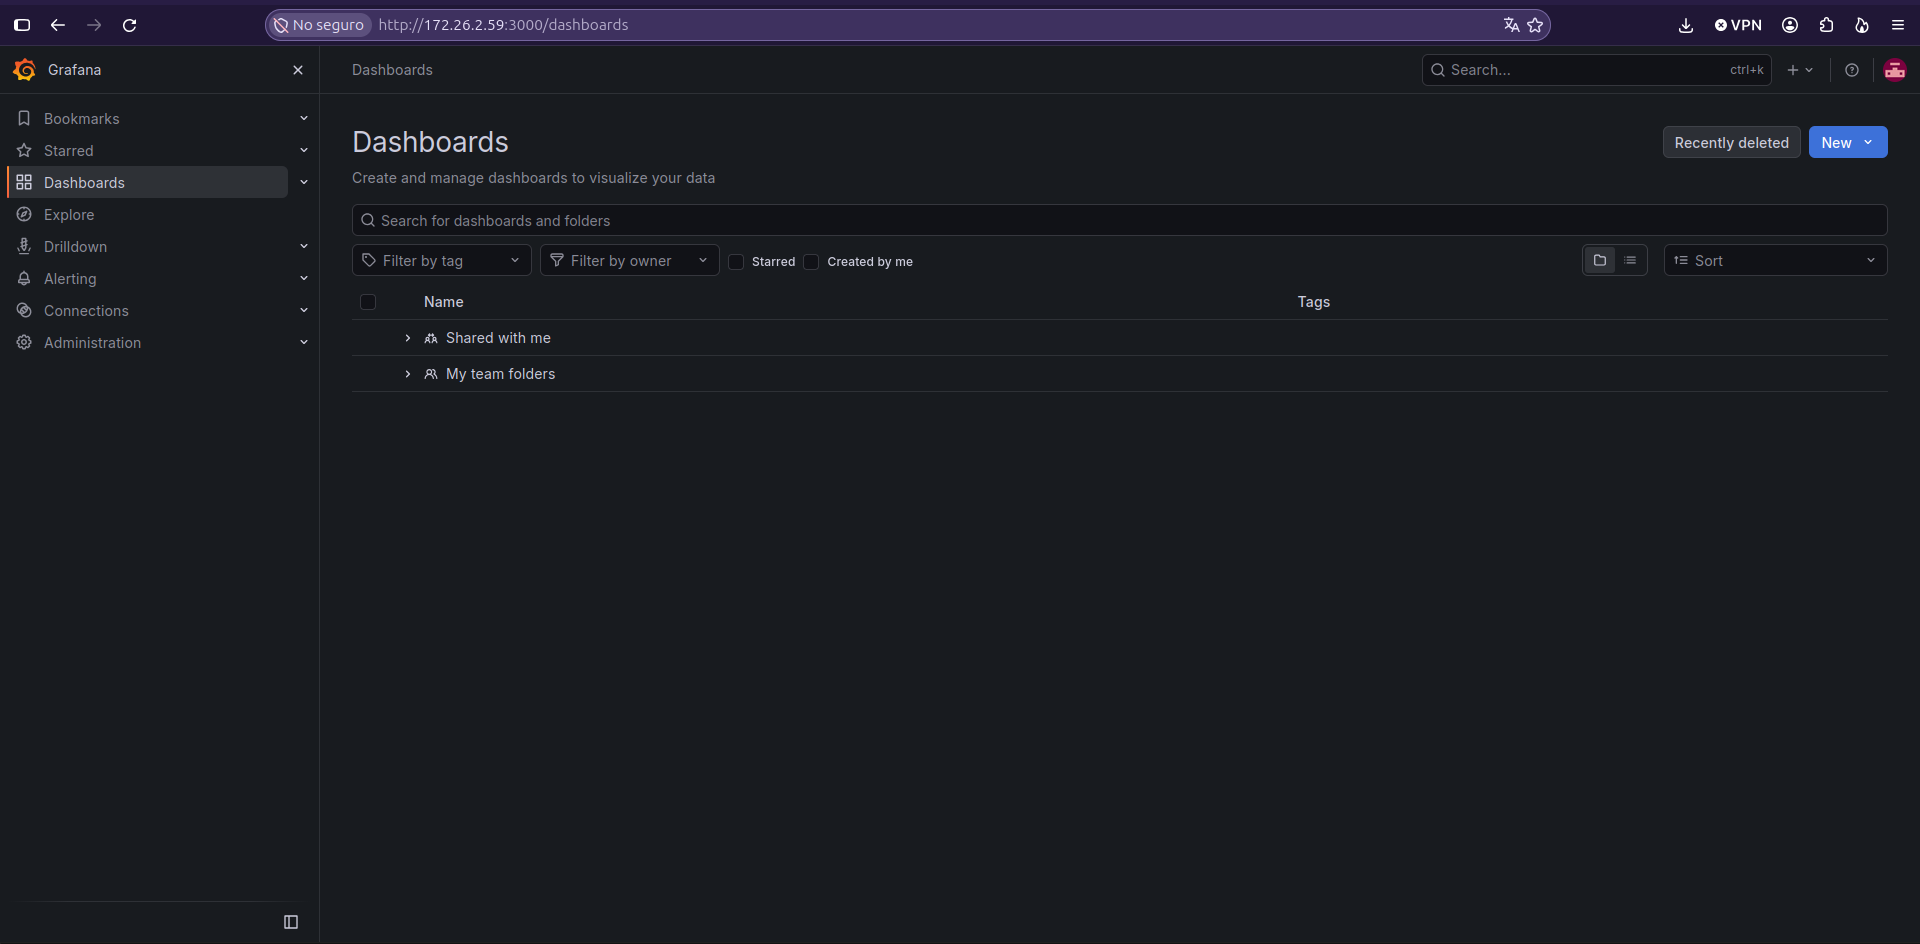 No seguro http://172.26.2.59:3000/dashboards VPN
Grafana Dashboards Search... ctrl+k
Bookmarks
Starred
Dashboards
Explore
Drilldown
Alerting
Connections
Administration
Dashboards Recently deleted New
Create and manage dashboards to visualize your data
Search for dashboards and folders
Filter by tag Filter by owner Starred Created by me Sort
Name Tags
Shared with me
My team folders